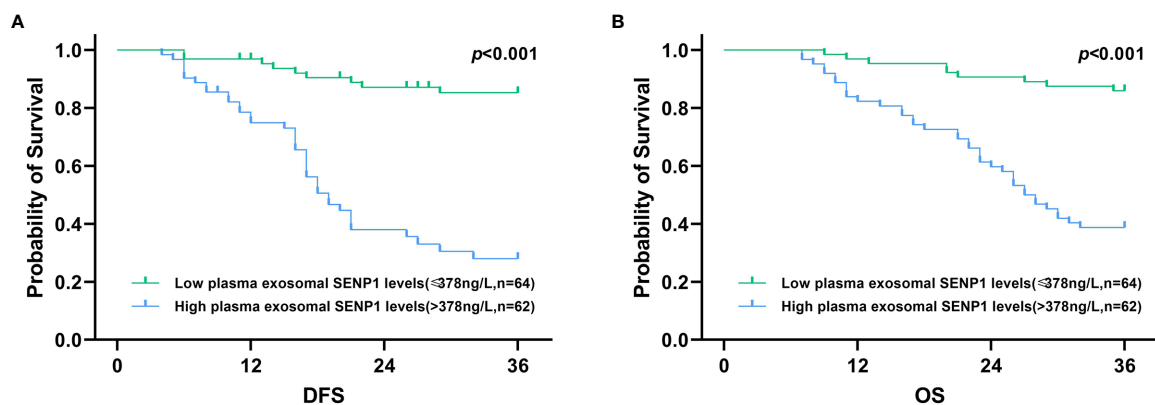 A
p<0.001
Probability of Survival
1.0
0.8
0.6
0.4
0.2
0.0
Low plasma exosomal SENP1 levels(≤378ng/L,n=64)
High plasma exosomal SENP1 levels(>378ng/L,n=62)
0 12 24 36
DFS
B
p<0.001
Probability of Survival
1.0
0.8
0.6
0.4
0.2
0.0
Low plasma exosomal SENP1 levels(≤378ng/L,n=64)
High plasma exosomal SENP1 levels(>378ng/L,n=62)
0 12 24 36
OS